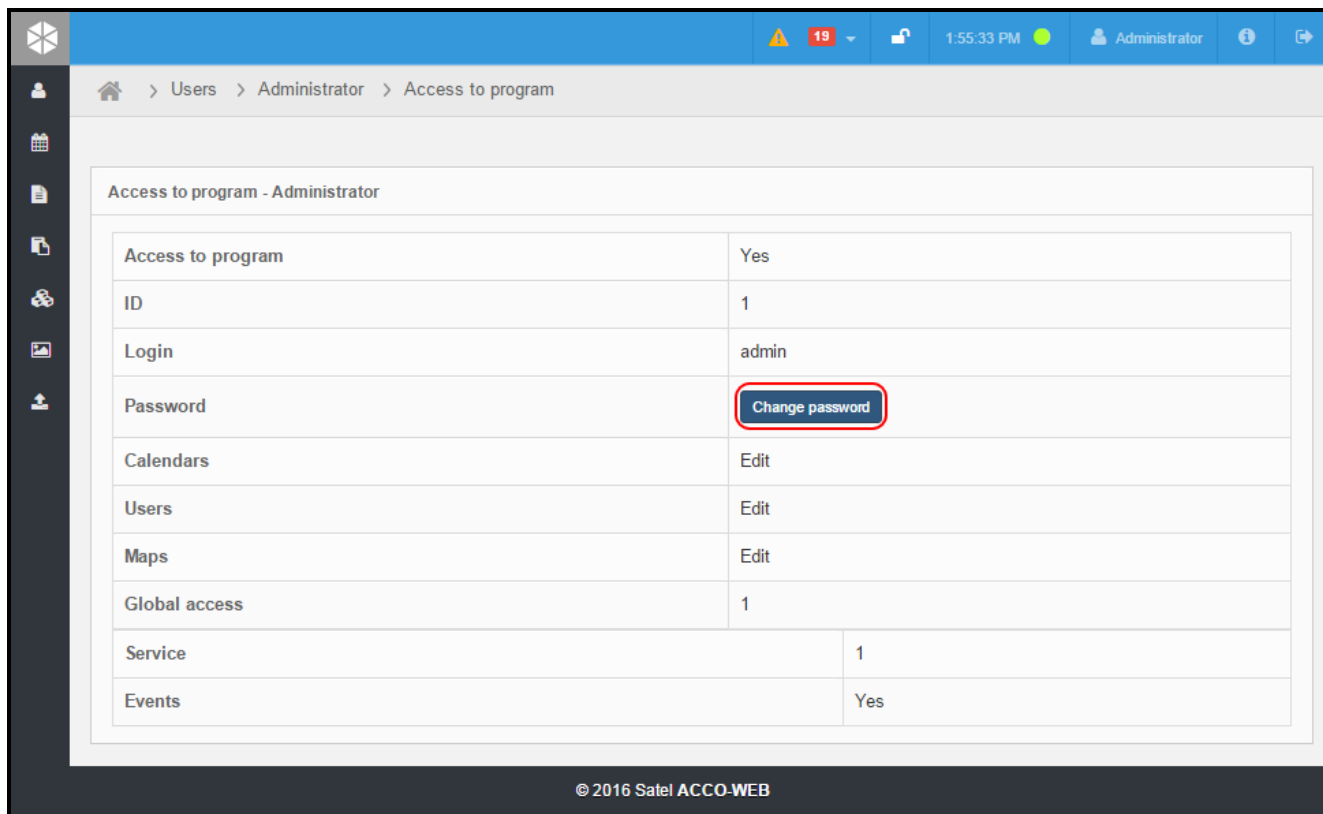 19 1:55:33 PM Administrator
> Users > Administrator > Access to program
Access to program - Administrator
Access to program Yes
ID 1
Login admin
Password Change password
Calendars Edit
Users Edit
Maps Edit
Global access 1
Service 1
Events Yes
© 2016 Satel ACCO-WEB